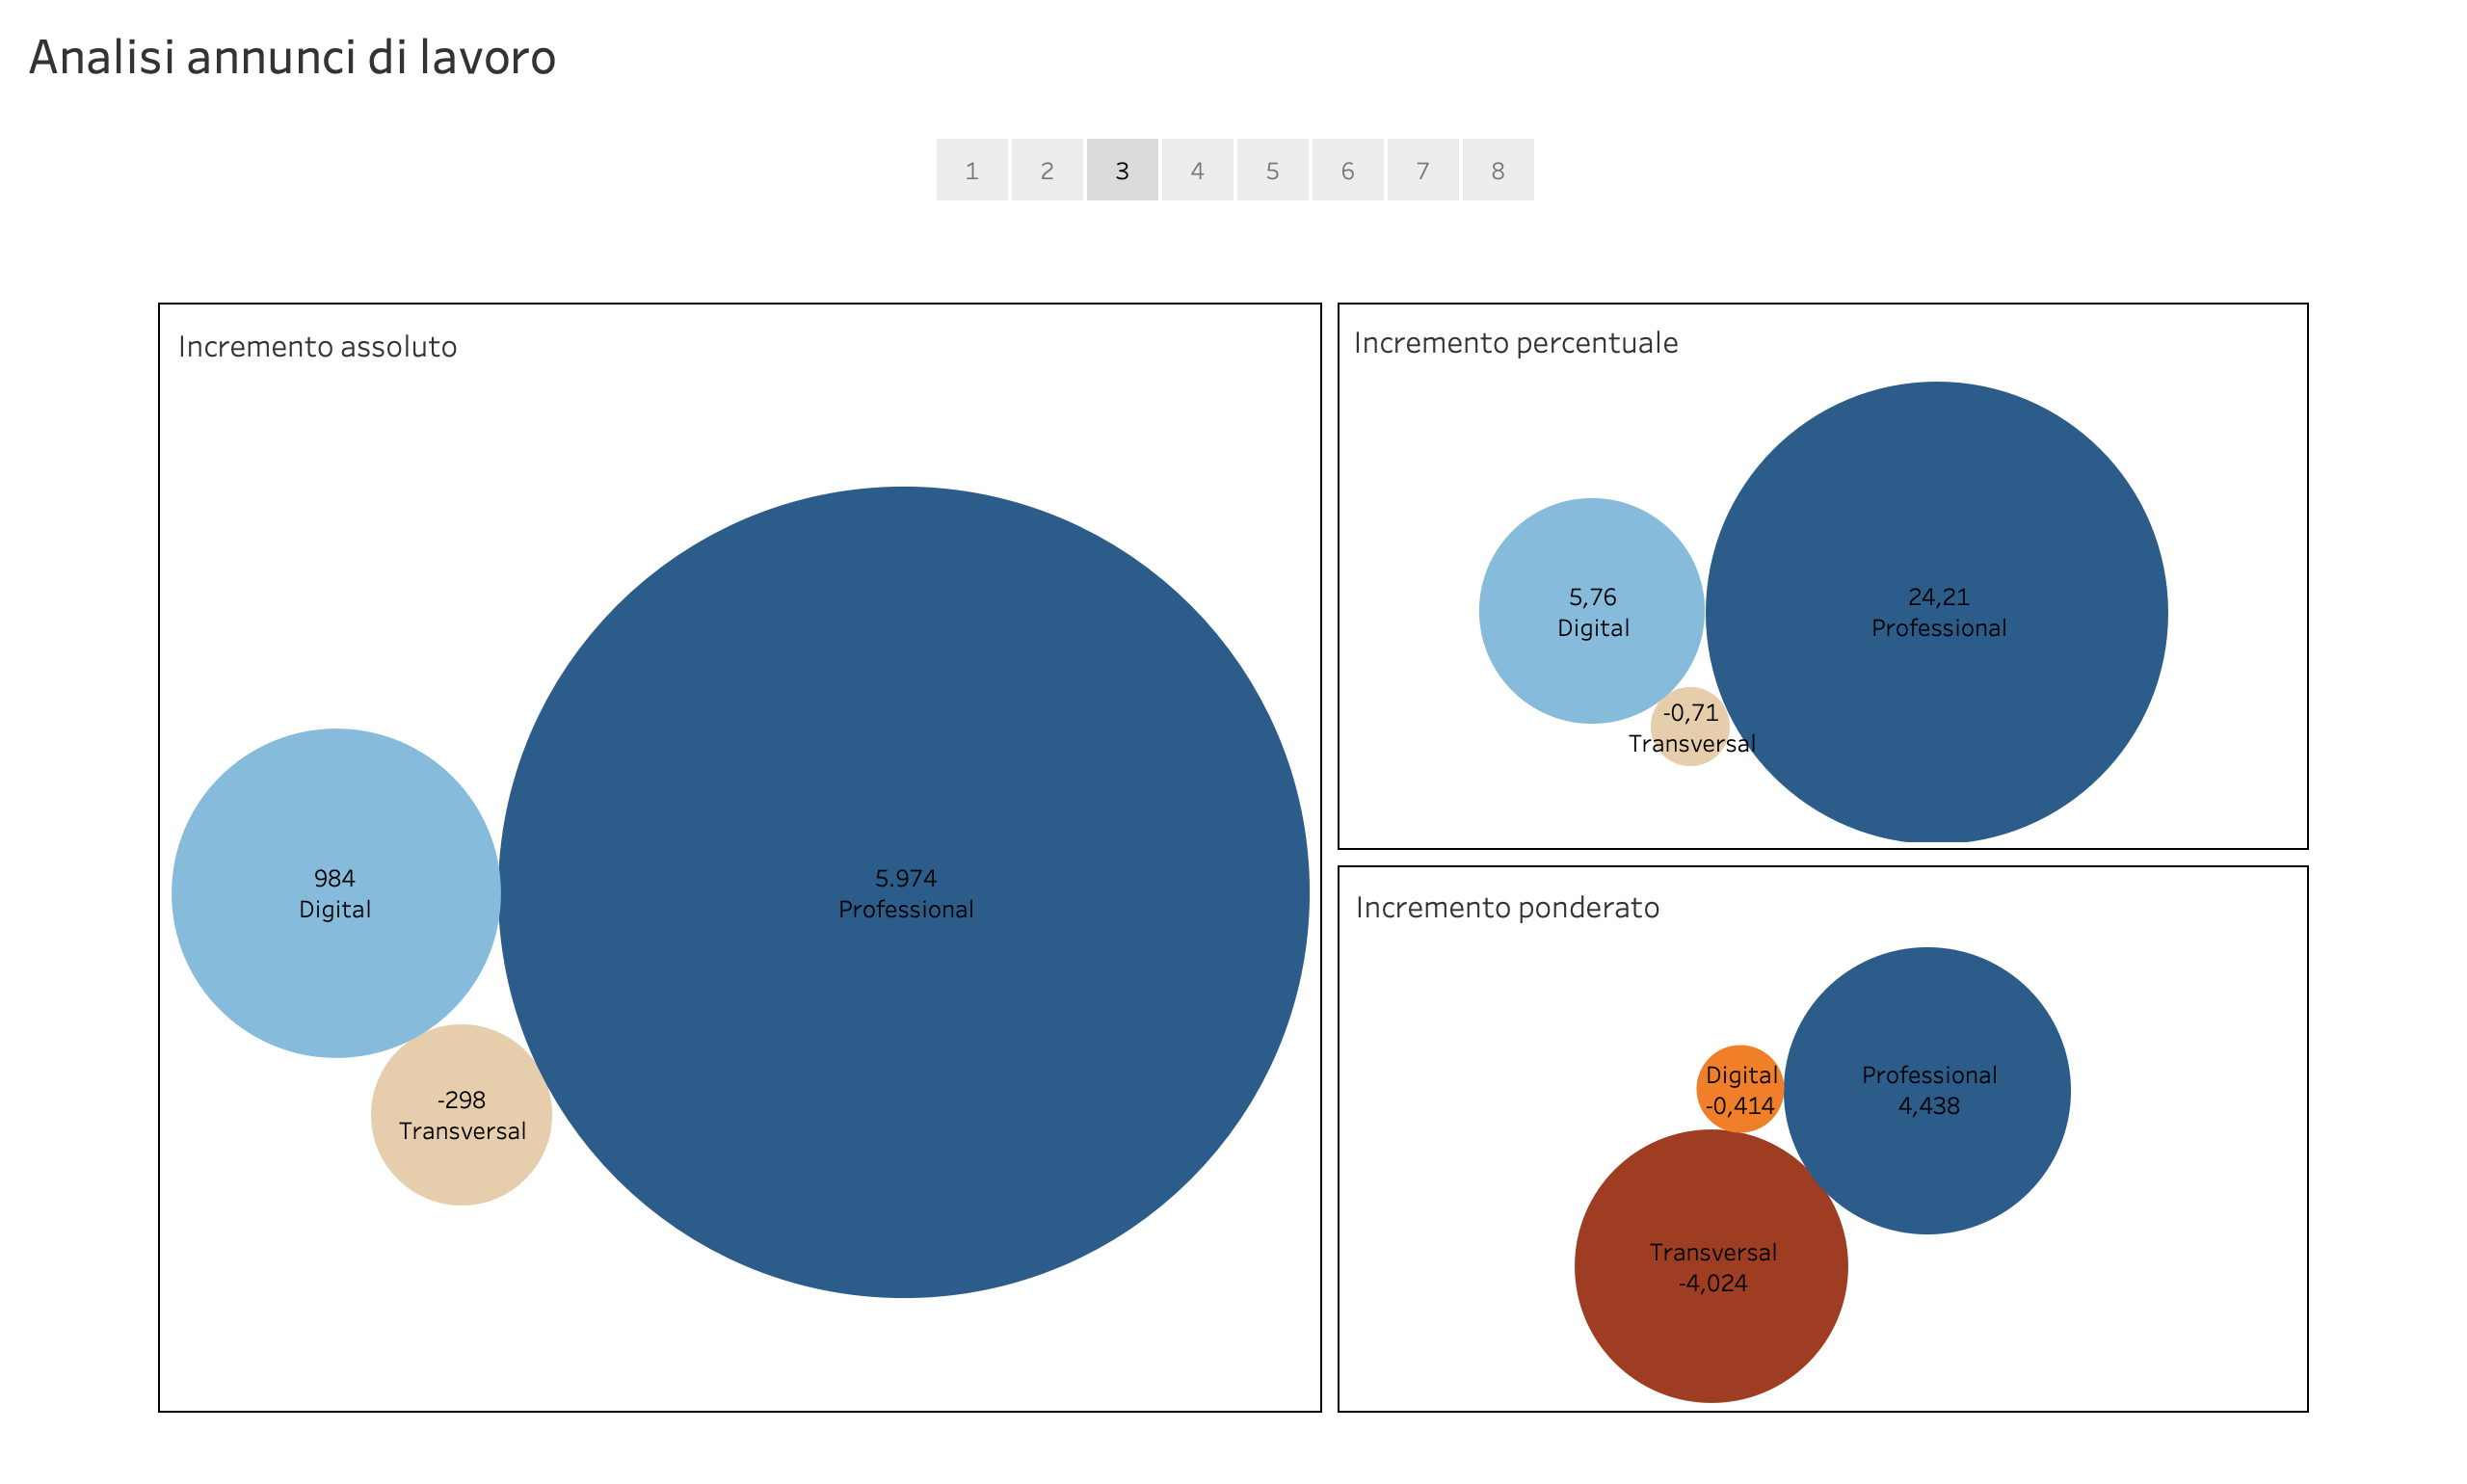 Analisi annunci di lavoro
1 2 3 4 5 6 7 8
Incremento assoluto
984
Digital
5.974
Professional
-298
Transversal
Incremento percentuale
5,76
Digital
24,21
Professional
-0,71
Transversal
Incremento ponderato
Digital
-0,414
Professional
4,438
Transversal
-4,024